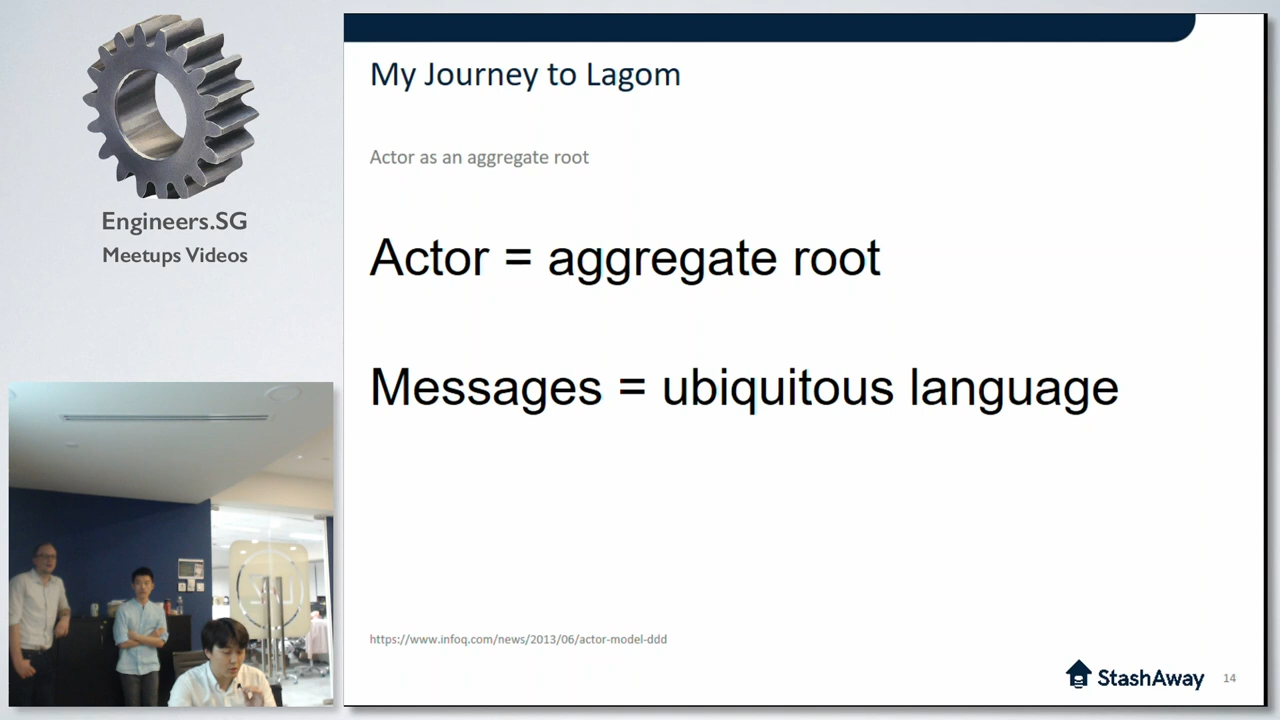 Engineers.SG
Meetups Videos
My Journey to Lagom
Actor as an aggregate root
Actor = aggregate root
Messages = ubiquitous language
https://www.infoq.com/news/2013/06/actor-model-ddd
StashAway
14